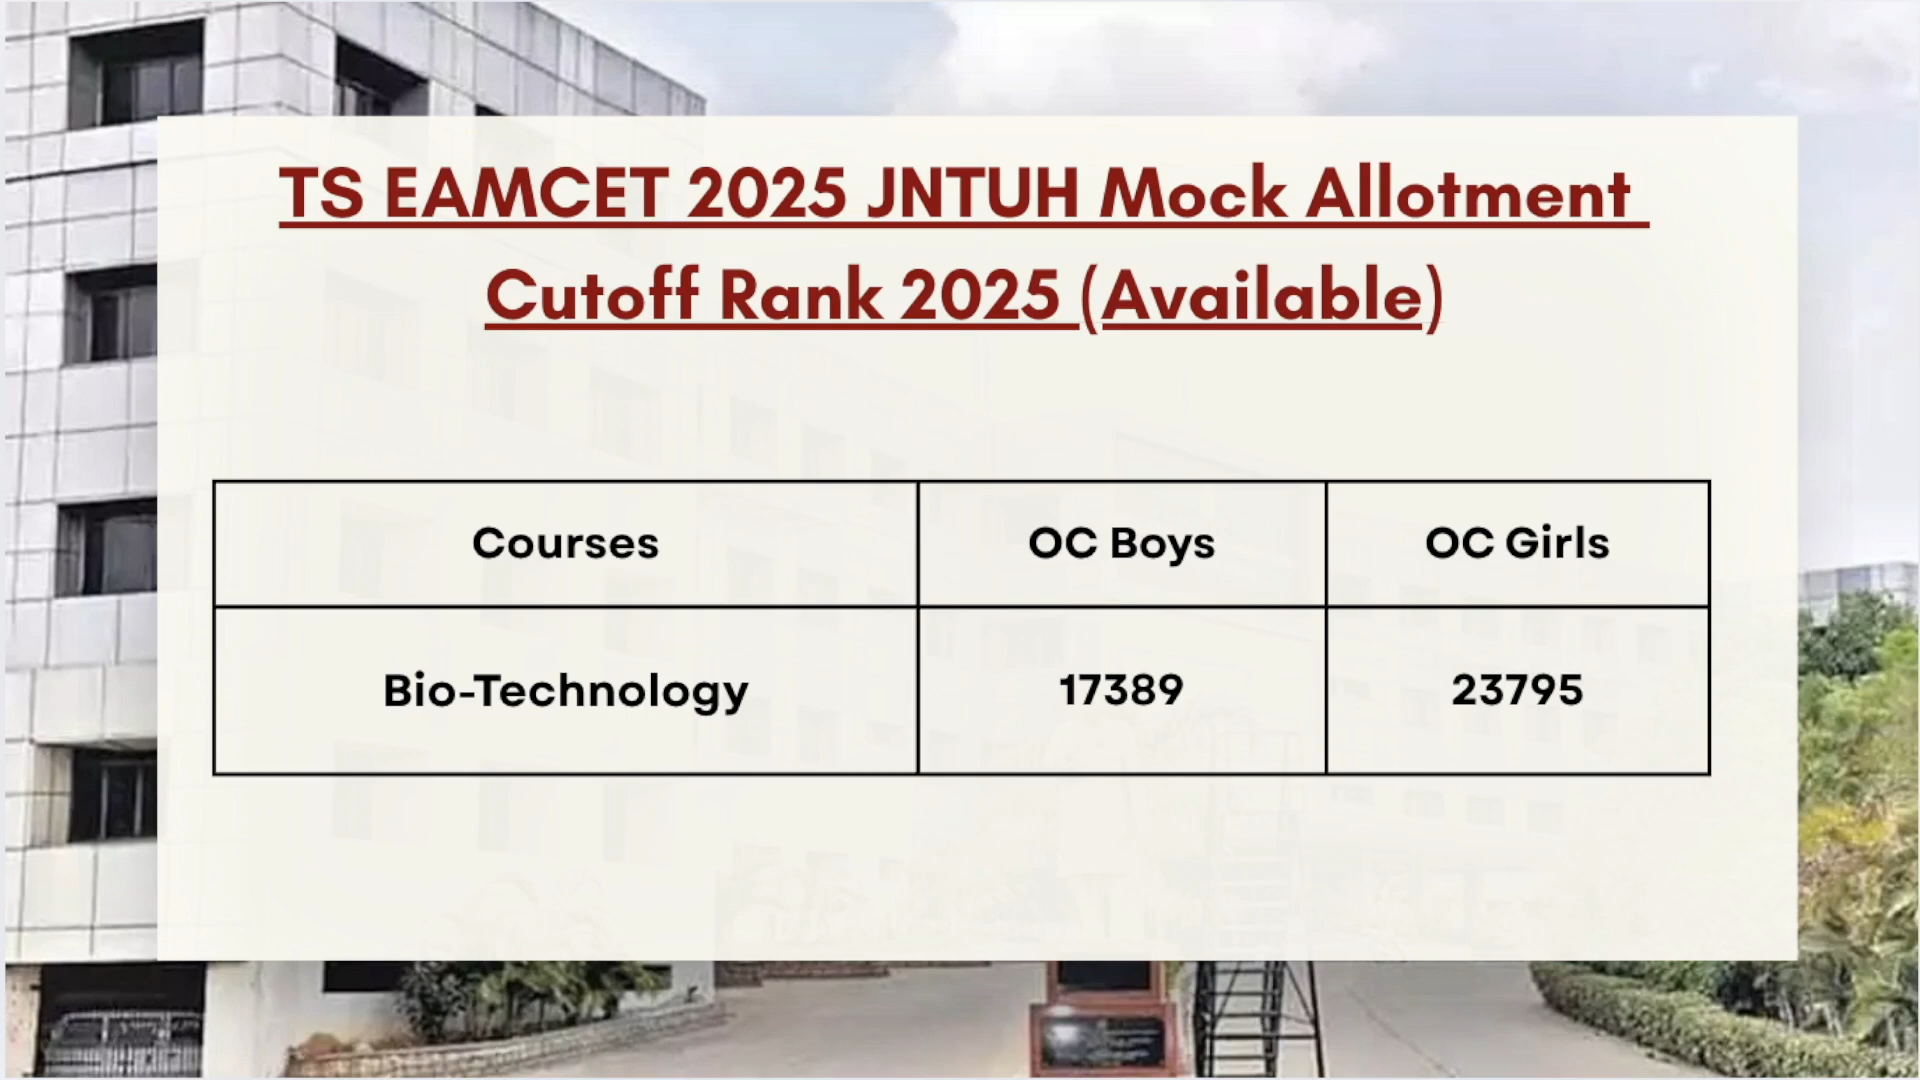 TS EAMCET 2025 JNTUH Mock Allotment
Cutoff Rank 2025 (Available)
Courses OC Boys OC Girls
Bio-Technology 17389 23795